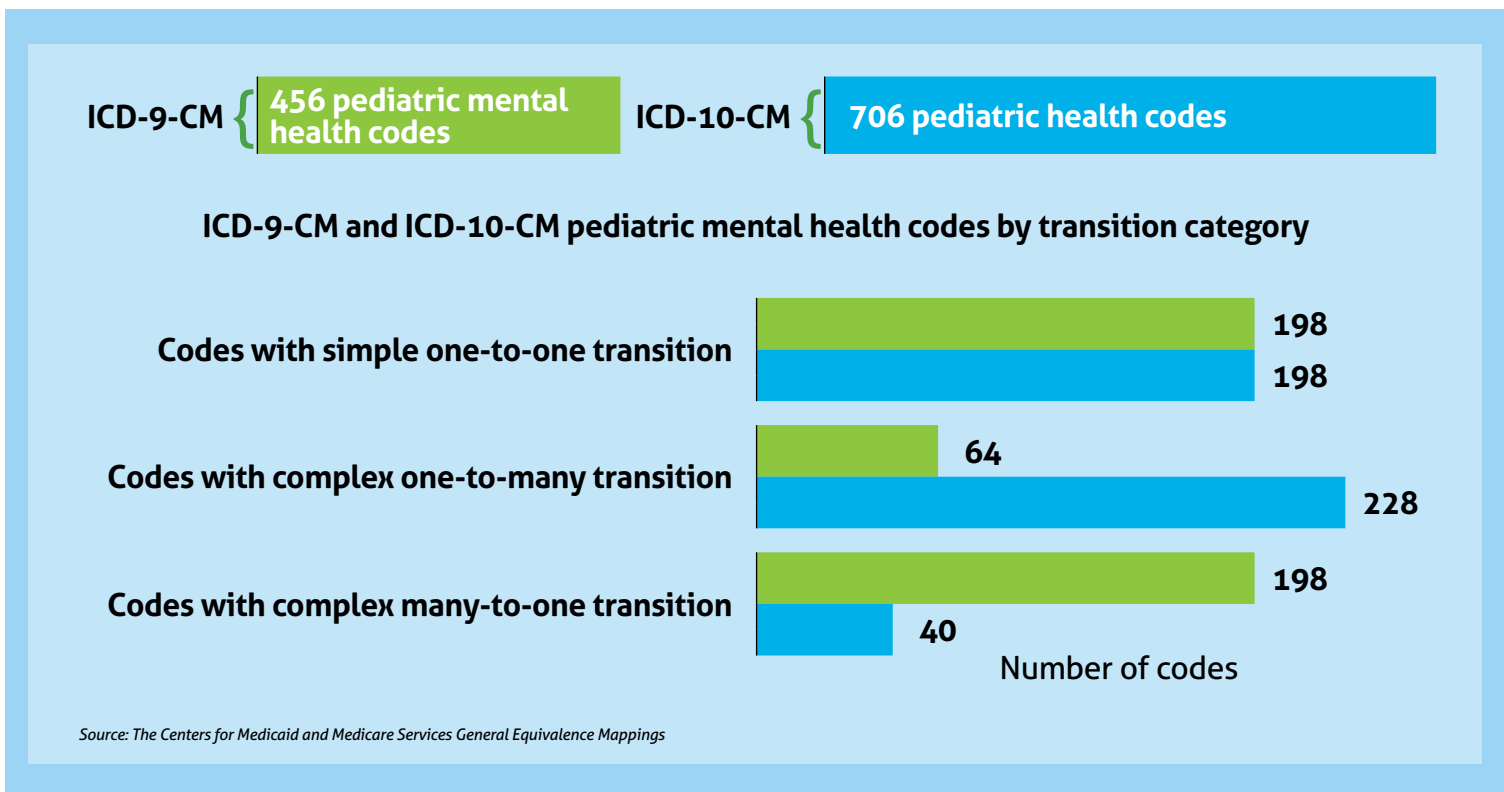 ICD-9-CM { 456 pediatric mental
health codes
ICD-10-CM { 706 pediatric health codes
ICD-9-CM and ICD-10-CM pediatric mental health codes by transition category
Codes with simple one-to-one transition
198
198
Codes with complex one-to-many transition
64
228
Codes with complex many-to-one transition
198
40
Number of codes
Source: The Centers for Medicaid and Medicare Services General Equivalence Mappings